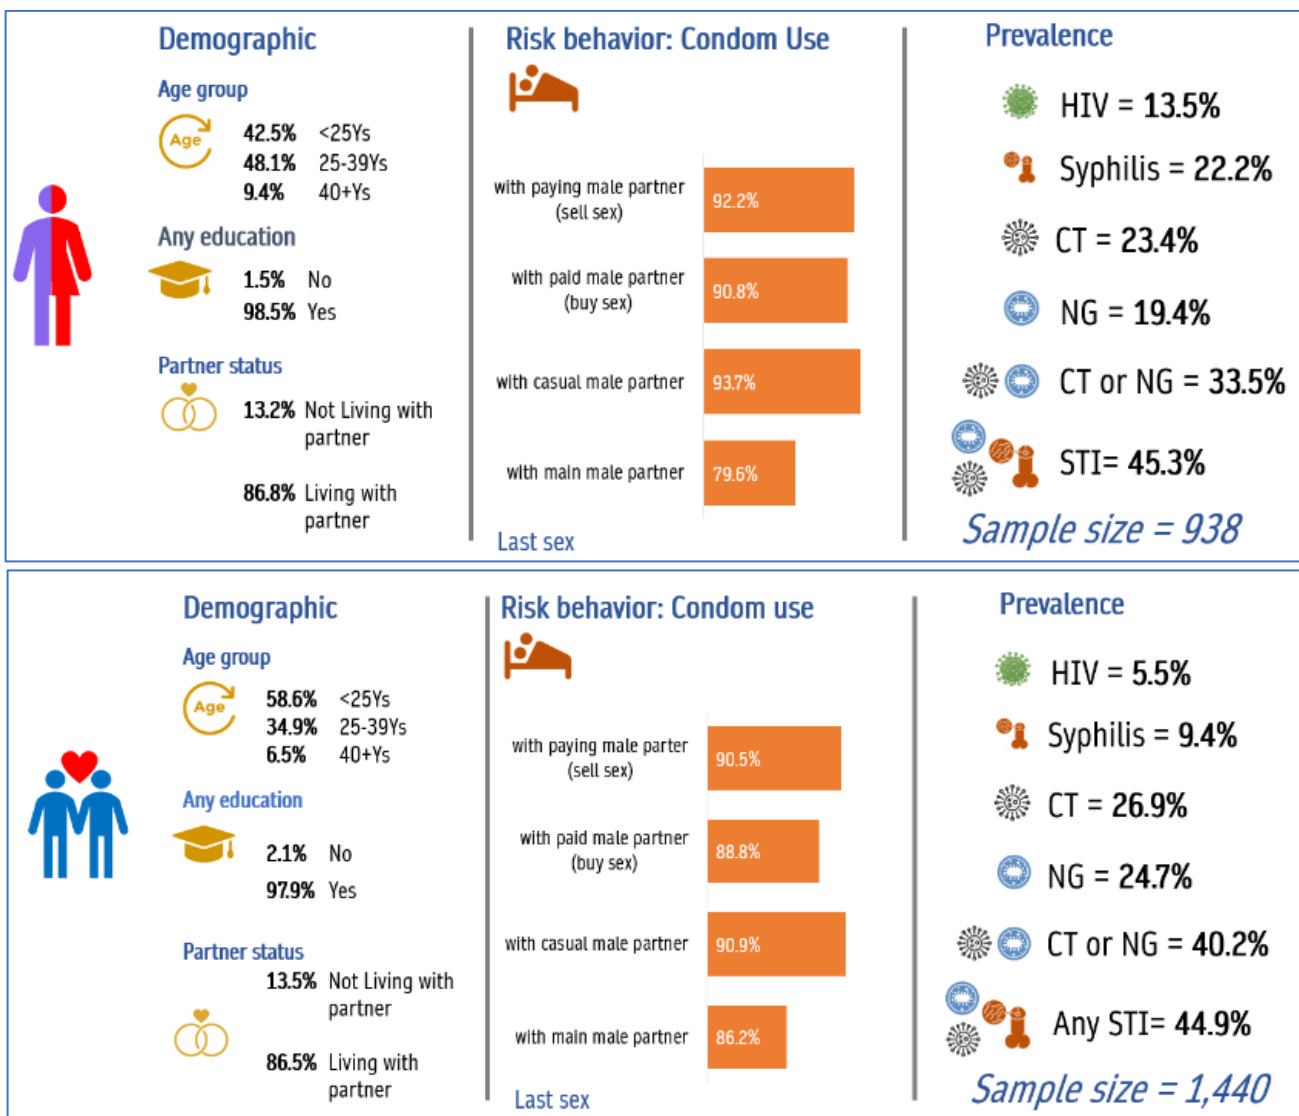 Demographic
Age group
Age
42.5% <25Ys
48.1% 25-39Ys
9.4% 40+Ys
Any education
1.5% No
98.5% Yes
Partner status
13.2% Not Living with
partner
86.8% Living with
partner
Risk behavior: Condom Use
with paying male partner
(sell sex)
92.2%
with paid male partner
(buy sex)
90.8%
with casual male partner
93.7%
with main male partner
79.6%
Last sex
Prevalence
HIV = 13.5%
Syphilis = 22.2%
CT = 23.4%
NG = 19.4%
CT or NG = 33.5%
STI= 45.3%
Sample size = 938
Demographic
Age group
Age
58.6% <25Ys
34.9% 25-39Ys
6.5% 40+Ys
Any education
2.1% No
97.9% Yes
Partner status
13.5% Not Living with
partner
86.5% Living with
partner
Risk behavior: Condom use
with paying male parter
(sell sex)
90.5%
with paid male partner
(buy sex)
88.8%
with casual male partner
90.9%
with main male partner
86.2%
Last sex
Prevalence
HIV = 5.5%
Syphilis = 9.4%
CT = 26.9%
NG = 24.7%
CT or NG = 40.2%
Any STI= 44.9%
Sample size = 1,440